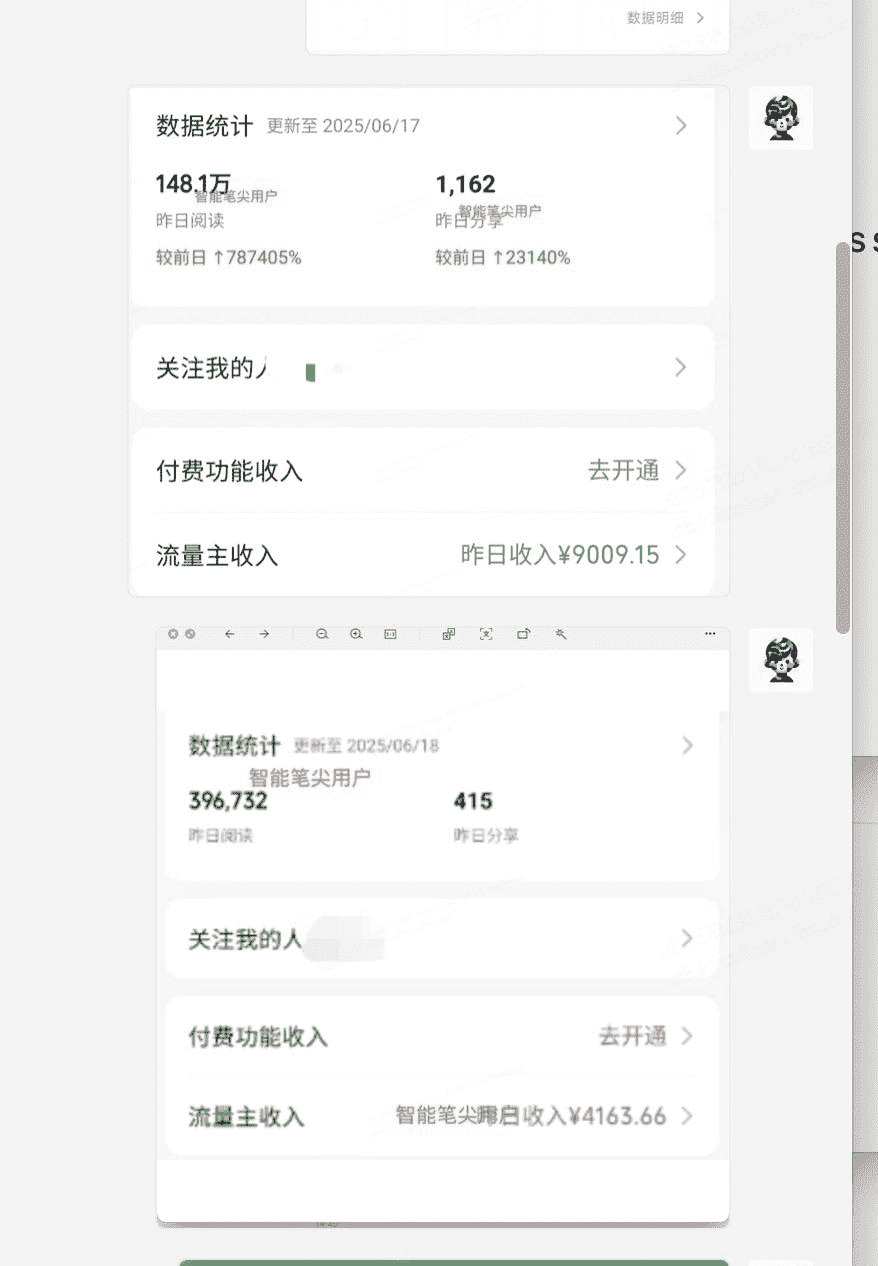 数据明细
数据统计 更新至 2025/06/17
148.1万 1,162
智能笔尖用户 智能笔尖用户
昨日阅读 昨日分享
较前日 ↑787405% 较前日 ↑23140%
关注我的人
付费功能收入 去开通
流量主收入 昨日收入¥9009.15
数据统计 更新至 2025/06/18
智能笔尖用户
396,732 415
昨日阅读 昨日分享
关注我的人
付费功能收入 去开通
流量主收入 智能笔尖用户 昨日收入¥4163.66